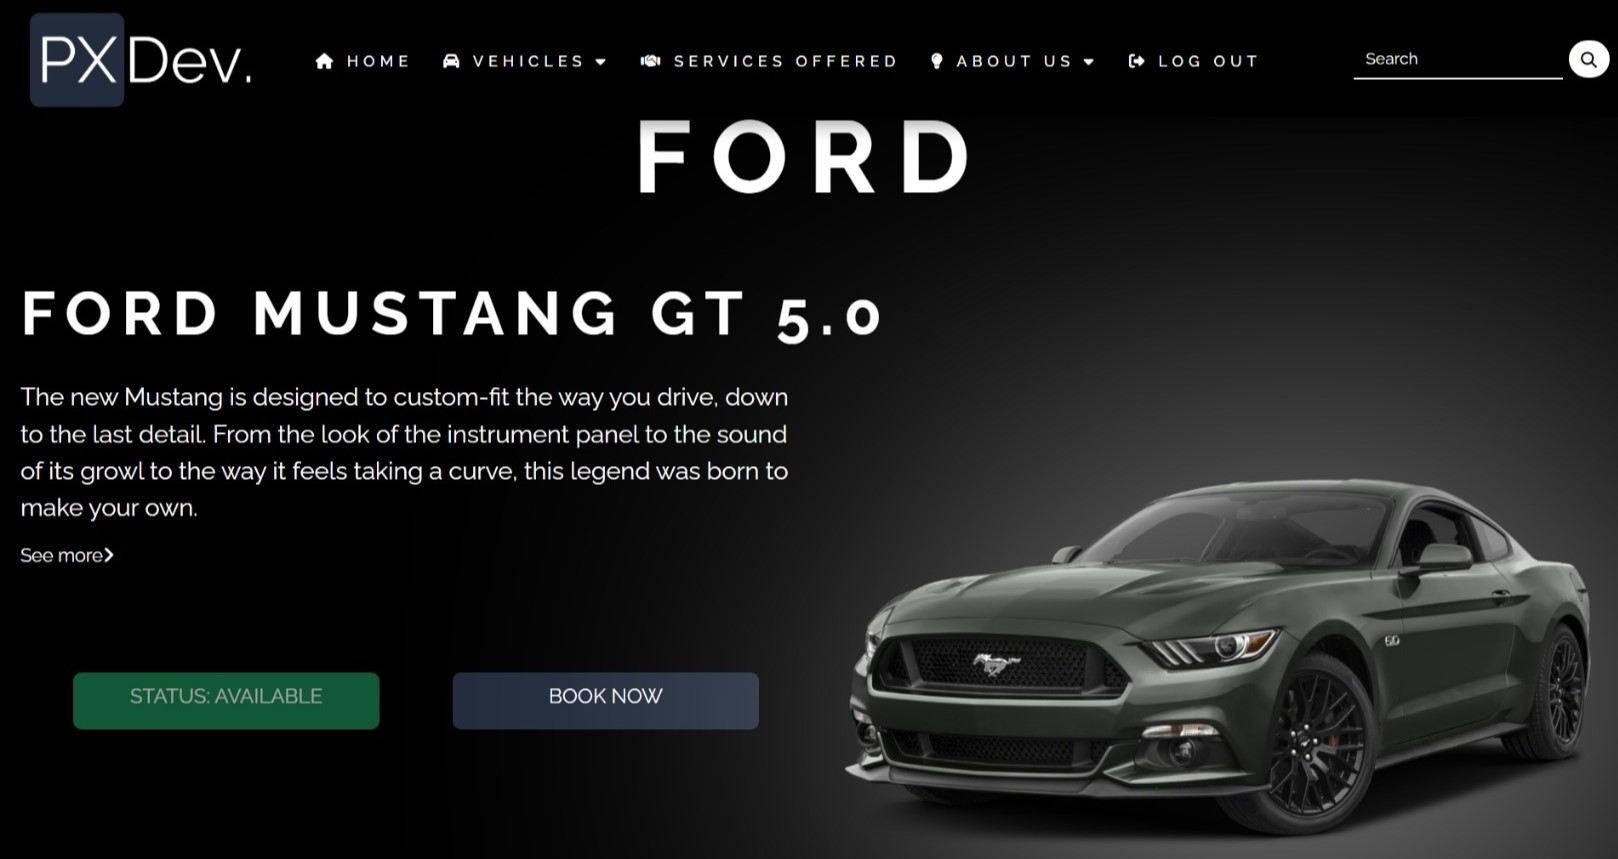 PXDev.
HOME VEHICLES SERVICES OFFERED ABOUT US LOG OUT Search
FORD
FORD MUSTANG GT 5.0
The new Mustang is designed to custom-fit the way you drive, down
to the last detail. From the look of the instrument panel to the sound
of its growl to the way it feels taking a curve, this legend was born to
make your own.
See more
5.0
STATUS: AVAILABLE BOOK NOW